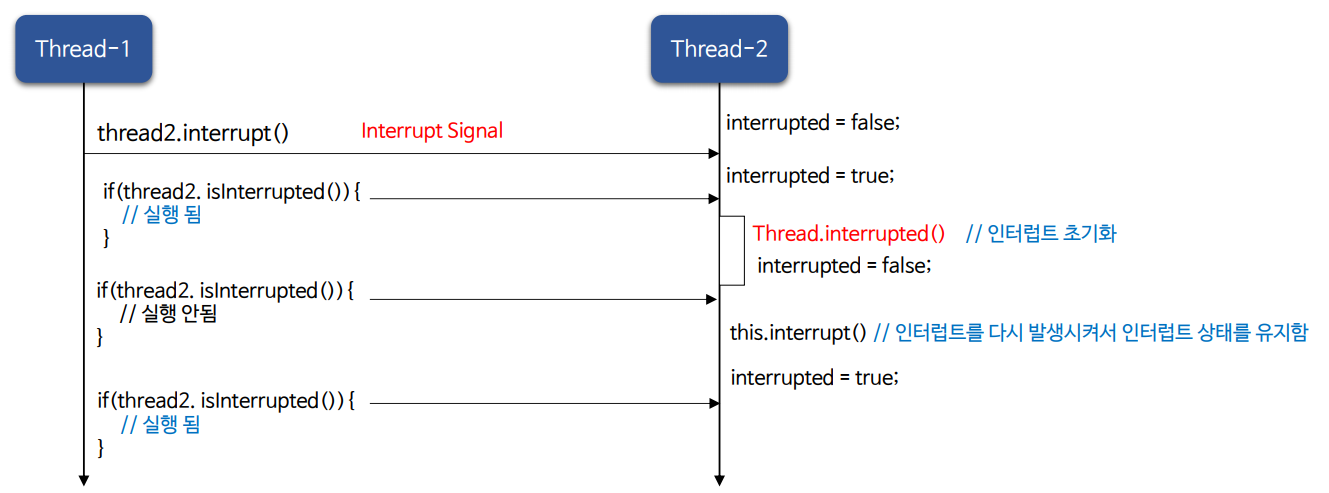 Thread-1
Thread-2
thread2.interrupt()
Interrupt Signal
interrupted = false;
interrupted = true;
if(thread2. isInterrupted()) {
// 실행 됨
}
Thread.interrupted() // 인터럽트 초기화
interrupted = false;
if(thread2. isInterrupted()) {
// 실행 안됨
}
this.interrupt() // 인터럽트를 다시 발생시켜서 인터럽트 상태를 유지함
interrupted = true;
if(thread2. isInterrupted()) {
// 실행 됨
}